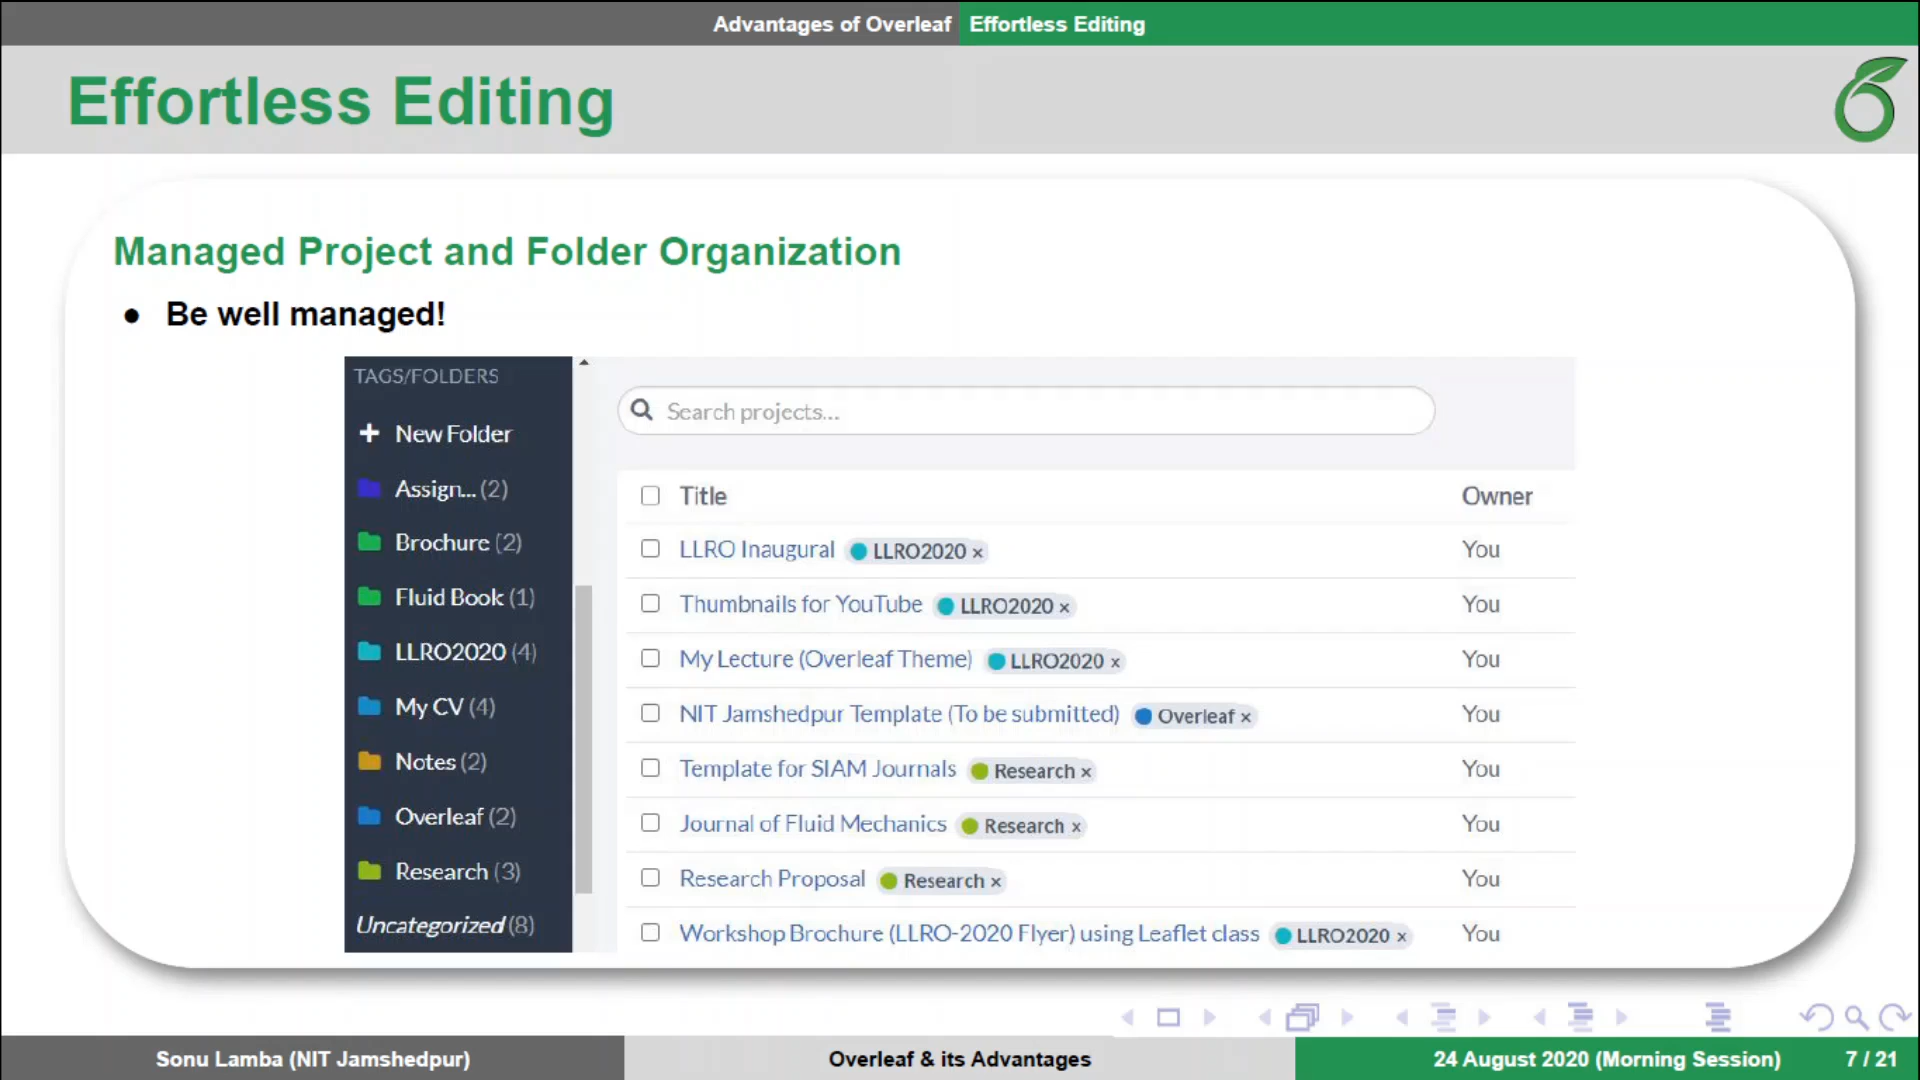 Advantages of Overleaf Effortless Editing
Effortless Editing
Managed Project and Folder Organization
● Be well managed!
TAGS/FOLDERS
+ New Folder
Assign... (2)
Brochure (2)
Fluid Book (1)
LLRO2020 (4)
My CV (4)
Notes (2)
Overleaf (2)
Research (3)
Uncategorized (8)
Search projects...
Title Owner
LLRO Inaugural LLRO2020 × You
Thumbnails for YouTube LLRO2020 × You
My Lecture (Overleaf Theme) LLRO2020 × You
NIT Jamshedpur Template (To be submitted) Overleaf × You
Template for SIAM Journals Research × You
Journal of Fluid Mechanics Research × You
Research Proposal Research × You
Workshop Brochure (LLRO-2020 Flyer) using Leaflet class LLRO2020 × You
Sonu Lamba (NIT Jamshedpur) Overleaf & its Advantages 24 August 2020 (Morning Session) 7 / 21